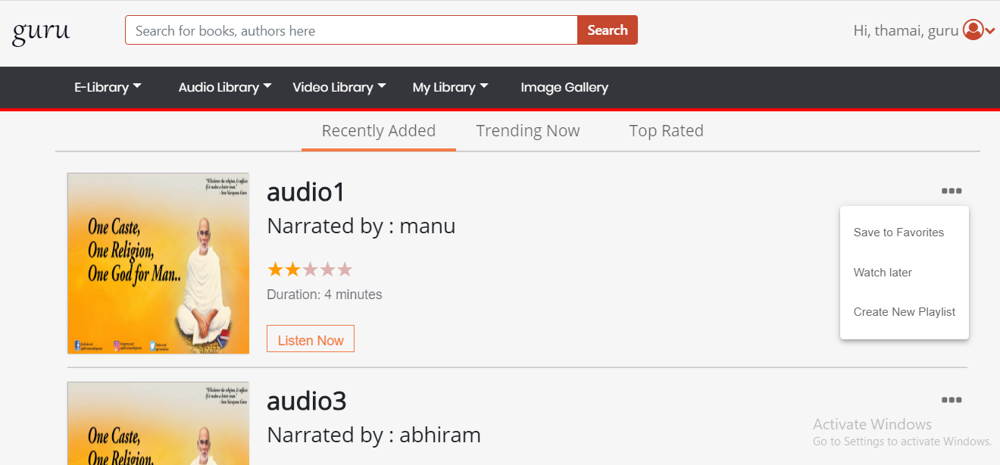 guru
Search for books, authors here
Search
Hi, thamai, guru
E-Library
Audio Library
Video Library
My Library
Image Gallery
Recently Added
Trending Now
Top Rated
"Whichever the religion, it suffices
if it makes a better man."
- Sree Narayana Guru
One Caste,
One Religion,
One God for Man..
audio1
Narrated by : manu
Duration: 4 minutes
Listen Now
Save to Favorites
Watch later
Create New Playlist
"Whichever the religion, it suffices
if it makes a better man."
- Sree Narayana Guru
One Caste,
One Religion,
audio3
Narrated by : abhiram
Activate Windows
Go to Settings to activate Windows.